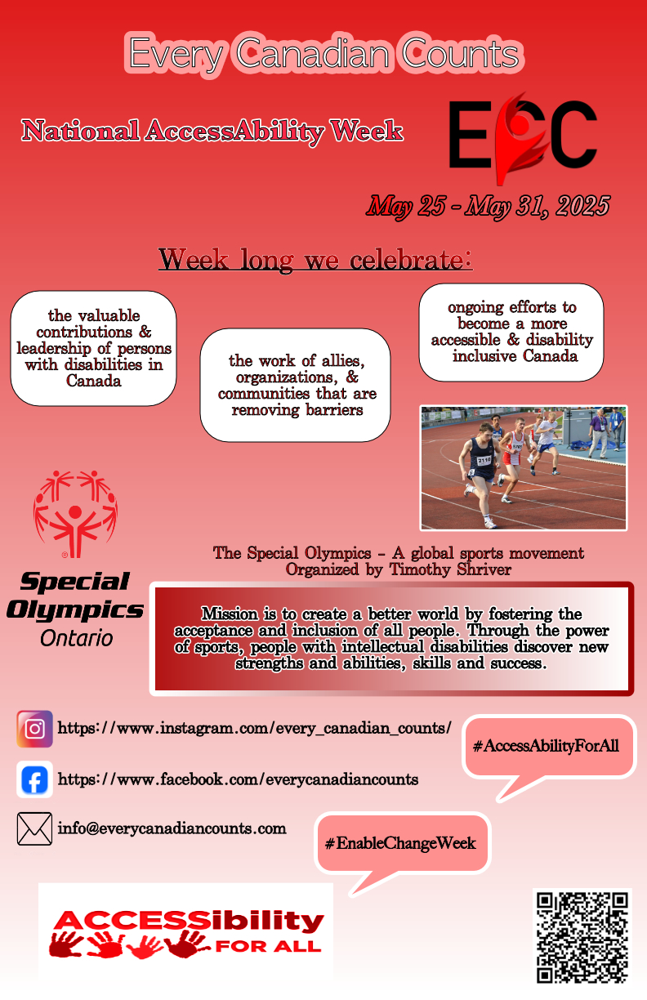 Every Canadian Counts
National AccessAbility Week
ECC
May 25 - May 31, 2025
Week long we celebrate:
the valuable
contributions &
leadership of persons
with disabilities in
Canada
the work of allies,
organizations, &
communities that are
removing barriers
ongoing efforts to
become a more
accessible & disability
inclusive Canada
2110
®
Special
Olympics
Ontario
The Special Olympics - A global sports movement
Organized by Timothy Shriver
Mission is to create a better world by fostering the
acceptance and inclusion of all people. Through the power
of sports, people with intellectual disabilities discover new
strengths and abilities, skills and success.
https://www.instagram.com/every_canadian_counts/
#AccessAbilityForAll
https://www.facebook.com/everycanadiancounts
info@everycanadiancounts.com
#EnableChangeWeek
ACCESSibility
FOR ALL